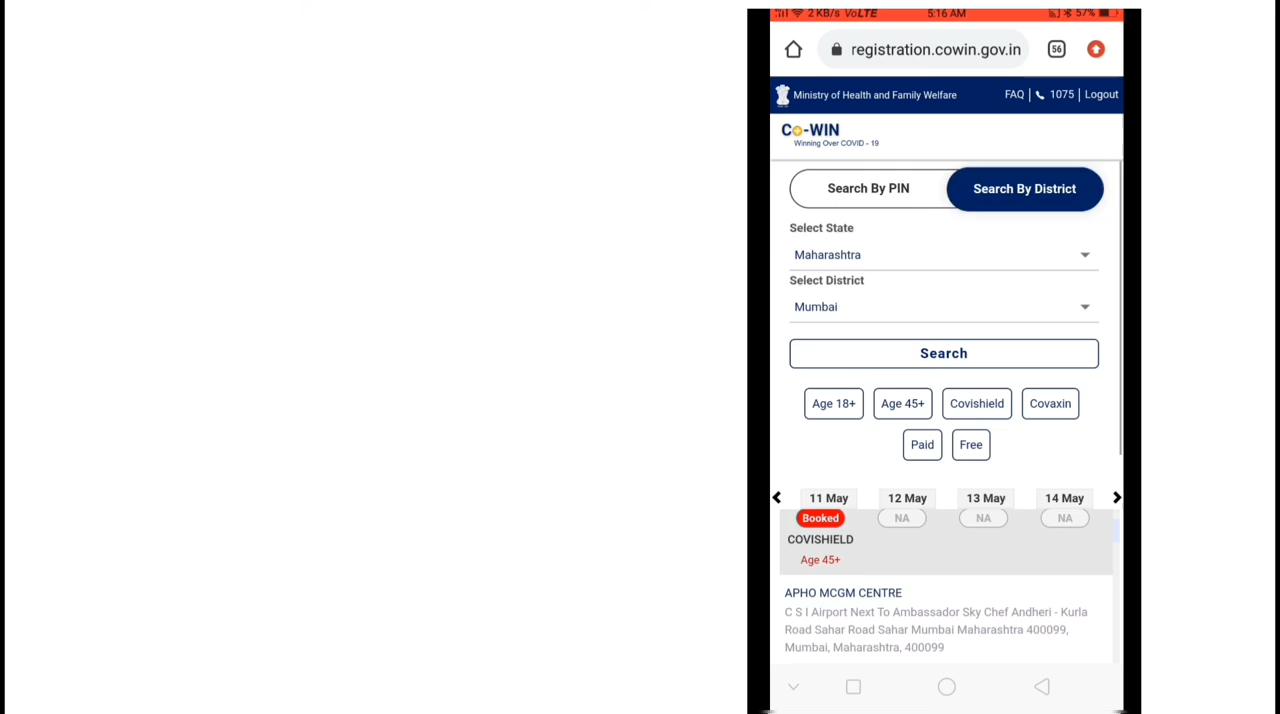 2 KB/s VoLTE 5:16 AM 57%
registration.cowin.gov.in 56
Ministry of Health and Family Welfare FAQ | 1075 | Logout
Co-WIN
Winning Over COVID - 19
Search By PIN Search By District
Select State
Maharashtra
Select District
Mumbai
Search
Age 18+ Age 45+ Covishield Covaxin
Paid Free
11 May 12 May 13 May 14 May
Booked NA NA NA
COVISHIELD
Age 45+
APHO MCGM CENTRE
C S I Airport Next To Ambassador Sky Chef Andheri - Kurla
Road Sahar Road Sahar Mumbai Maharashtra 400099,
Mumbai, Maharashtra, 400099